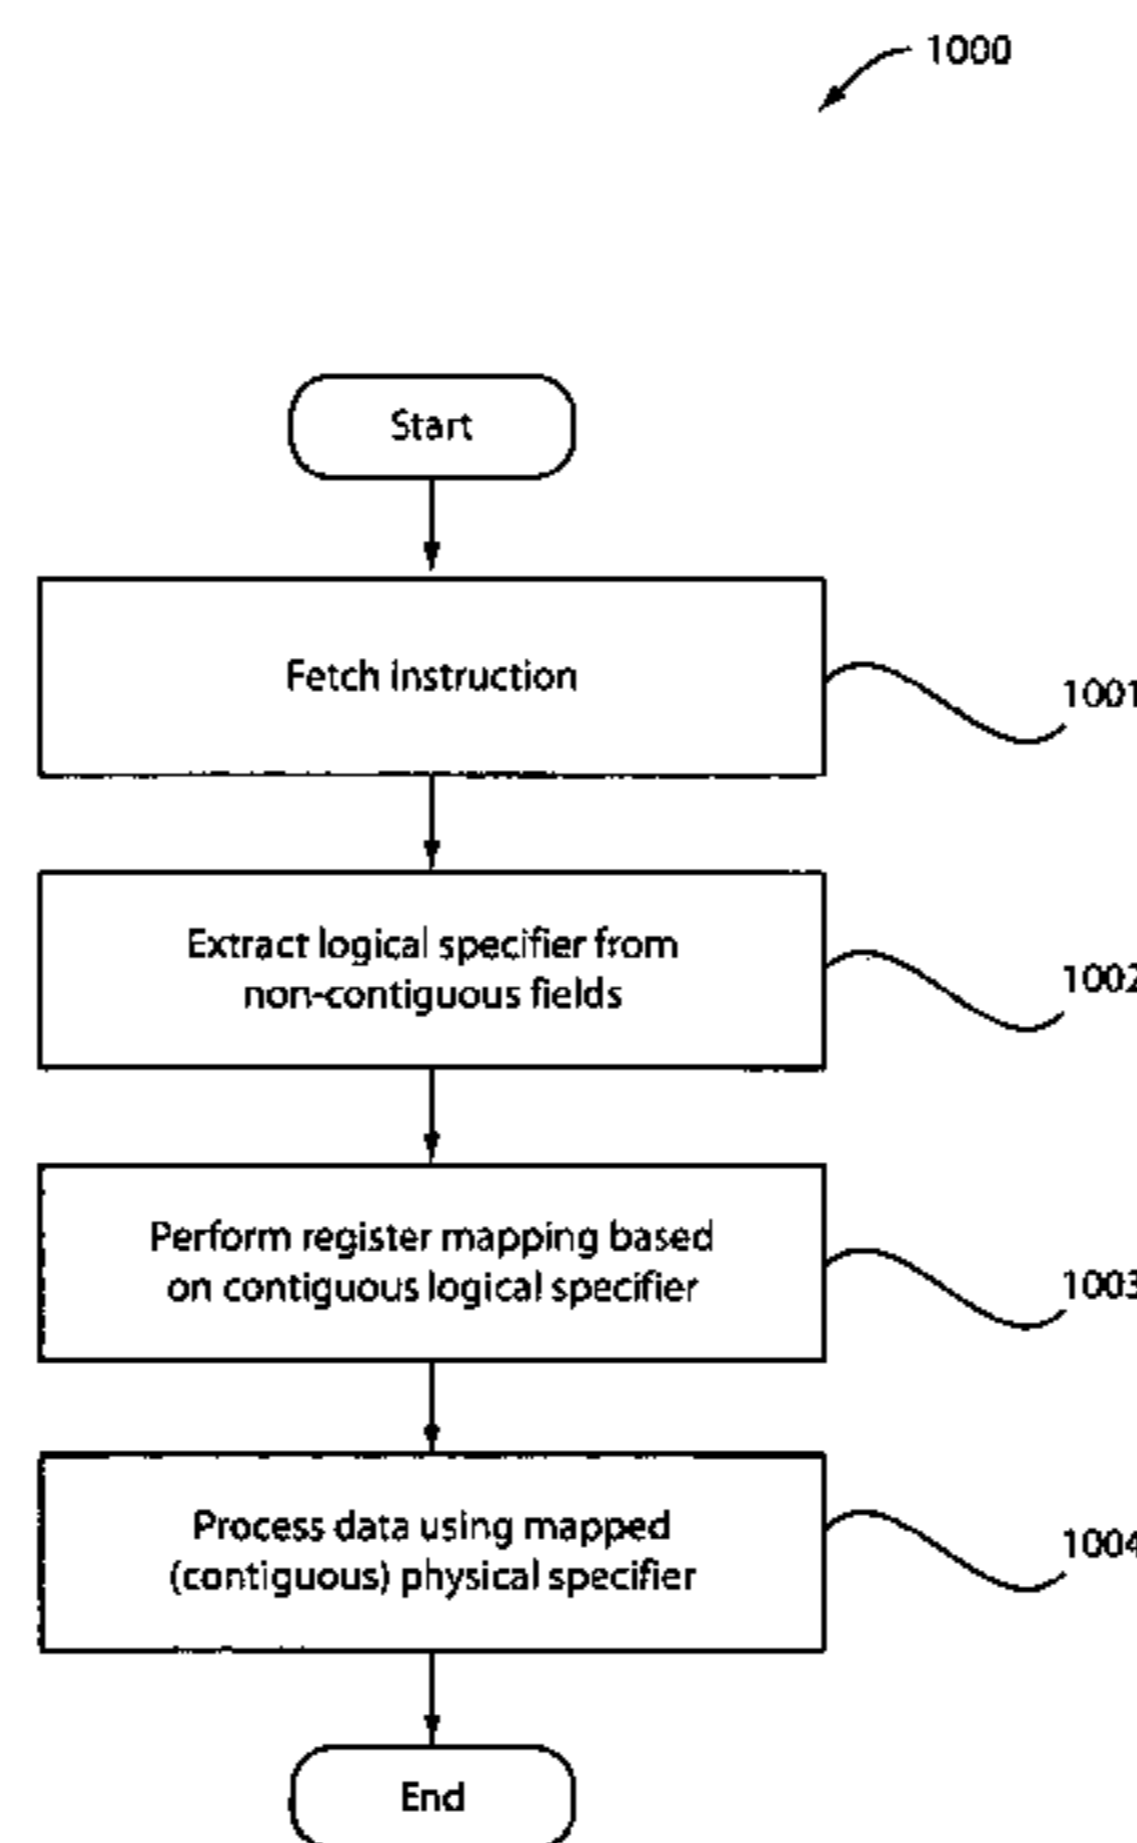 1000
Start
Fetch instruction
1001
Extract logical specifier from
non-contiguous fields
1002
Perform register mapping based
on contiguous logical specifier
1003
Process data using mapped
(contiguous) physical specifier
1004
End